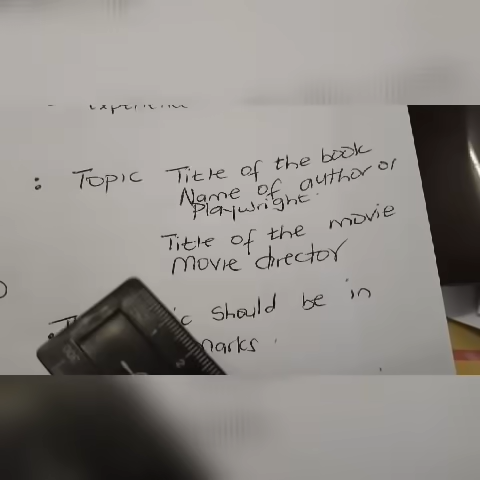 : Topic Title of the book
Name of author or
Playwright.
Title of the movie
Movie director
should be in
marks.